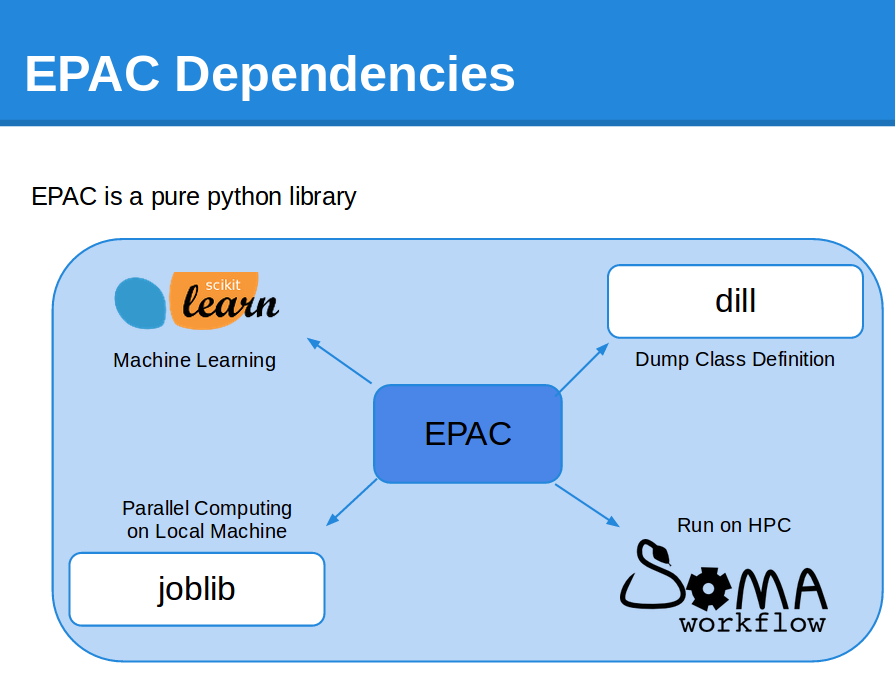 EPAC Dependencies
EPAC is a pure python library
scikit
learn
Machine Learning
dill
Dump Class Definition
EPAC
Parallel Computing
on Local Machine
joblib
Run on HPC
SOMA
workflow